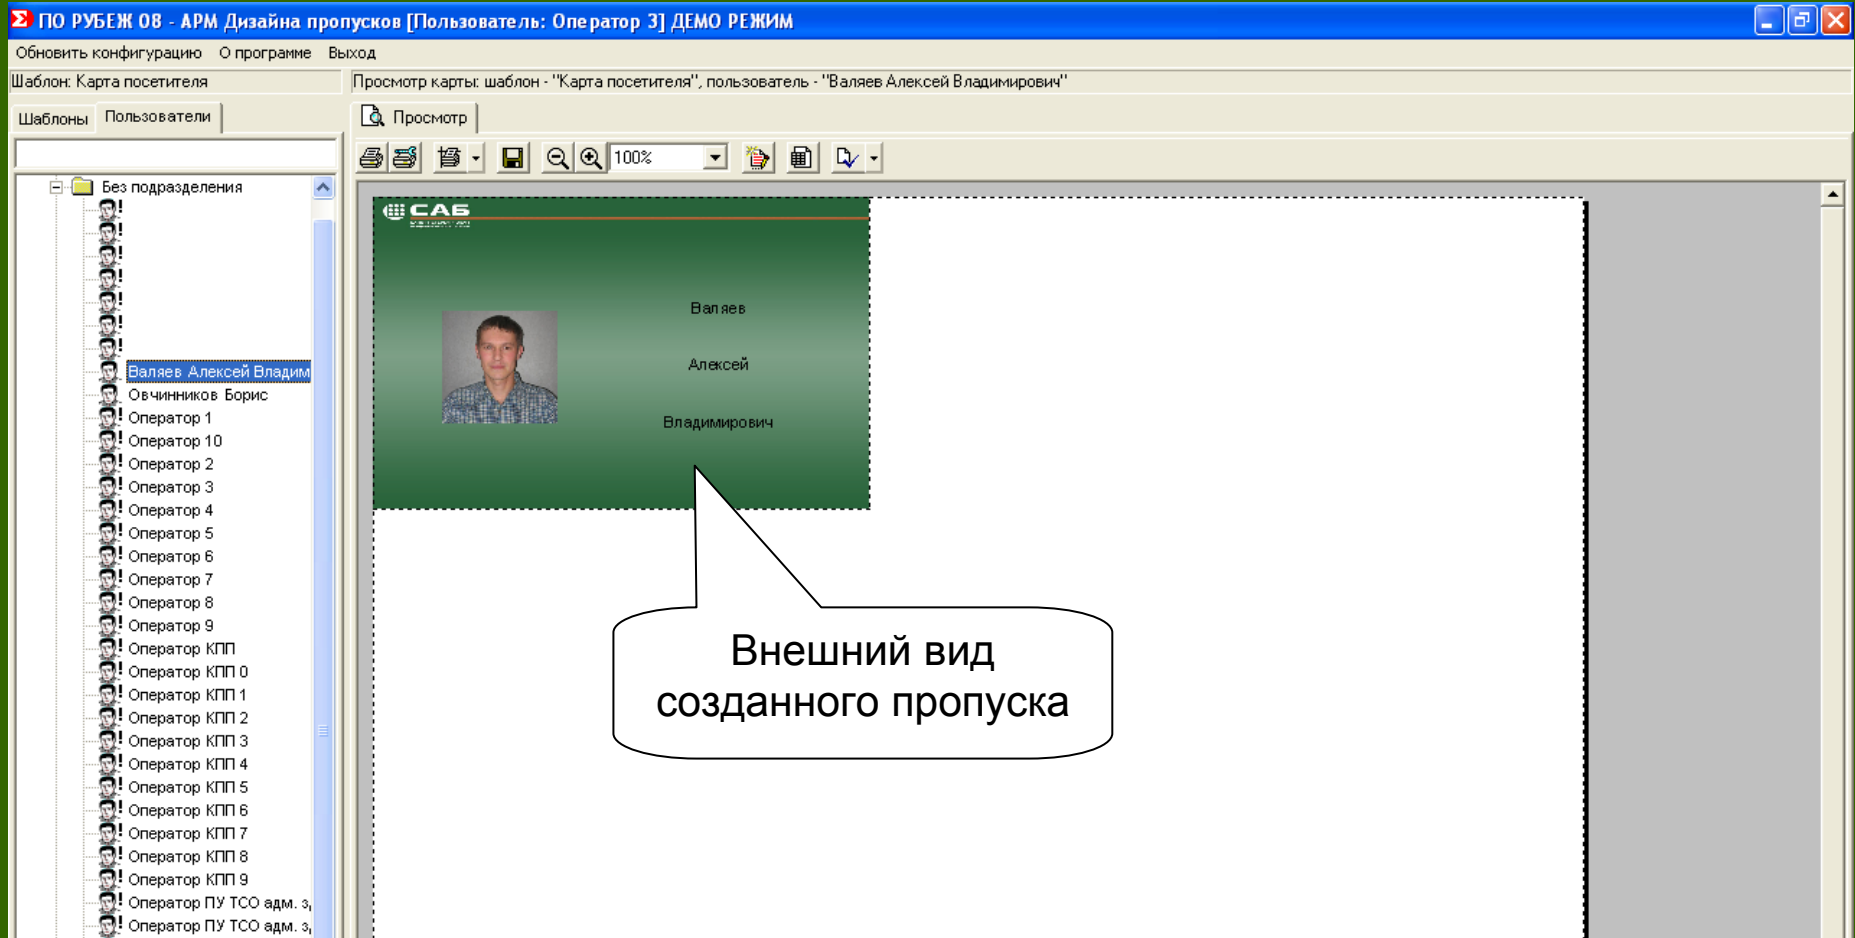 ПО РУБЕЖ 08 - АРМ Дизайна пропусков [Пользователь: Оператор 3] ДЕМО РЕЖИМ
Обновить конфигурацию О программе Выход
Шаблон: Карта посетителя
Просмотр карты: шаблон - "Карта посетителя", пользователь - "Валяев Алексей Владимирович"
Шаблоны Пользователи
Просмотр
100%
Без подразделения
Валяев Алексей Владим
Овчинников Борис
Оператор 1
Оператор 10
Оператор 2
Оператор 3
Оператор 4
Оператор 5
Оператор 6
Оператор 7
Оператор 8
Оператор 9
Оператор КПП
Оператор КПП 0
Оператор КПП 1
Оператор КПП 2
Оператор КПП 3
Оператор КПП 4
Оператор КПП 5
Оператор КПП 6
Оператор КПП 7
Оператор КПП 8
Оператор КПП 9
Оператор ПУ ТСО адм. з
Оператор ПУ ТСО адм. з
САБ
Валяев
Алексей
Владимирович
Внешний вид
созданного пропуска